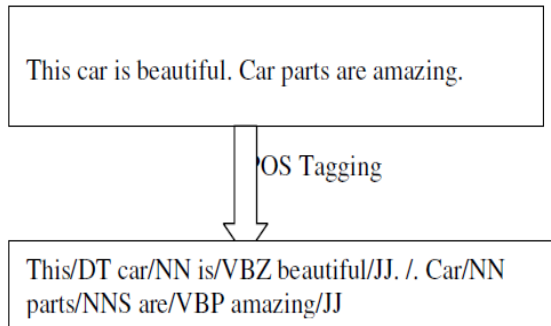 This car is beautiful. Car parts are amazing.
POS Tagging
This/DT car/NN is/VBZ beautiful/JJ. /. Car/NN
parts/NNS are/VBP amazing/JJ